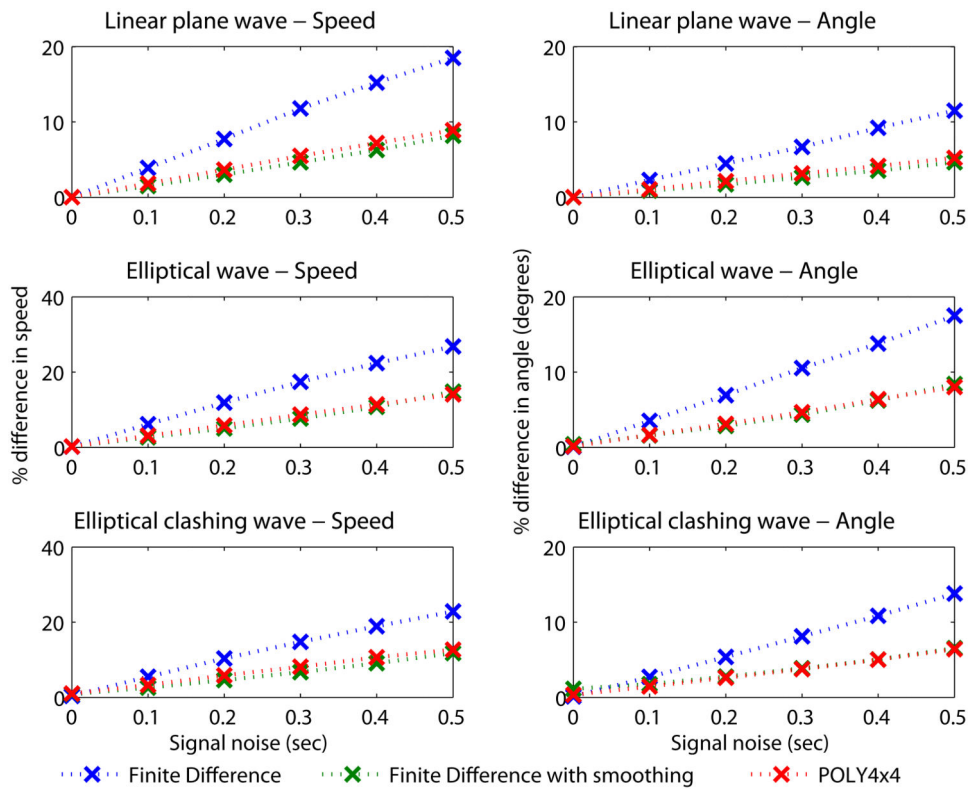 Linear plane wave – Speed
20
10
0
0 0.1 0.2 0.3 0.4 0.5
Linear plane wave – Angle
20
10
0
0 0.1 0.2 0.3 0.4 0.5
% difference in speed
Elliptical wave – Speed
40
20
0
0 0.1 0.2 0.3 0.4 0.5
% difference in angle (degrees)
Elliptical wave – Angle
20
10
0
0 0.1 0.2 0.3 0.4 0.5
Elliptical clashing wave – Speed
40
20
0
0 0.1 0.2 0.3 0.4 0.5
Signal noise (sec)
Elliptical clashing wave – Angle
20
10
0
0 0.1 0.2 0.3 0.4 0.5
Signal noise (sec)
Finite Difference Finite Difference with smoothing POLY4x4